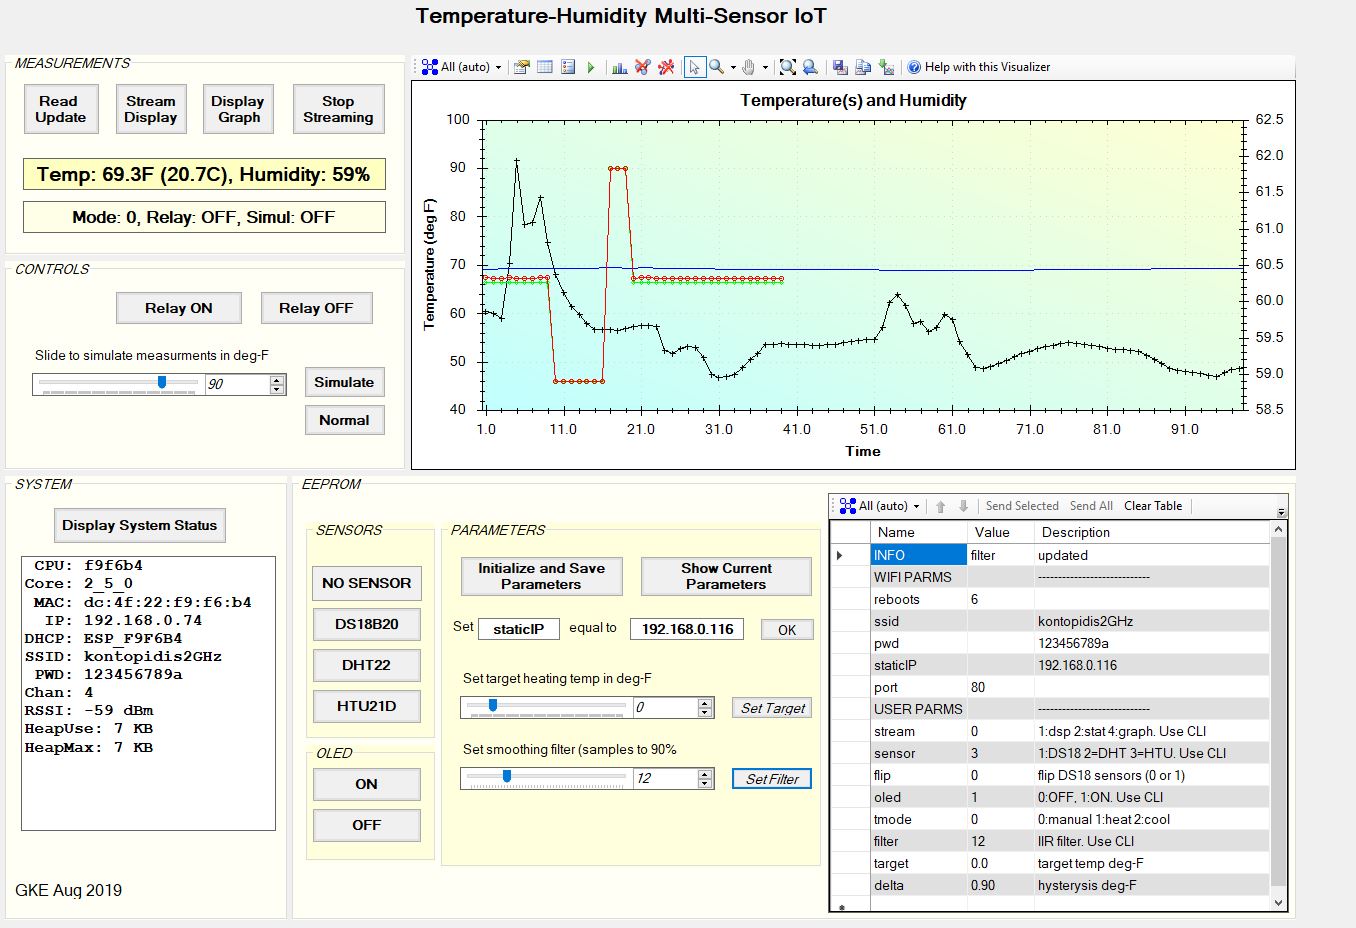 Temperature-Humidity Multi-Sensor IoT
MEASUREMENTS
Read Update
Stream Display
Display Graph
Stop Streaming
Temp: 69.3F (20.7C), Humidity: 59%
Mode: 0, Relay: OFF, Simul: OFF
CONTROLS
Relay ON
Relay OFF
Slide to simulate measurments in deg-F
90
Simulate
Normal
All (auto)
Help with this Visualizer
Temperature(s) and Humidity
Temperature (deg F)
100
90
80
70
60
50
40
62.5
62.0
61.5
61.0
60.5
60.0
59.5
59.0
58.5
1.0 11.0 21.0 31.0 41.0 51.0 61.0 71.0 81.0 91.0
Time
SYSTEM
Display System Status
CPU: f9f6b4
Core: 2_5_0
MAC: dc:4f:22:f9:f6:b4
IP: 192.168.0.74
DHCP: ESP_F9F6B4
SSID: kontopidis2GHz
PWD: 123456789a
Chan: 4
RSSI: -59 dBm
HeapUse: 7 KB
HeapMax: 7 KB
GKE Aug 2019
EEPROM
SENSORS
NO SENSOR
DS18B20
DHT22
HTU21D
OLED
ON
OFF
PARAMETERS
Initialize and Save Parameters
Show Current Parameters
Set staticIP equal to 192.168.0.116 OK
Set target heating temp in deg-F
0 Set Target
Set smoothing filter (samples to 90%
12 Set Filter
All (auto) Send Selected Send All Clear Table
Name Value Description
INFO filter updated
WIFI PARMS ----------------------------
reboots 6
ssid kontopidis2GHz
pwd 123456789a
staticIP 192.168.0.116
port 80
USER PARMS ----------------------------
stream 0 1:dsp 2:stat 4:graph. Use CLI
sensor 3 1:DS18 2=DHT 3=HTU. Use CLI
flip 0 flip DS18 sensors (0 or 1)
oled 1 0:OFF, 1:ON. Use CLI
tmode 0 0:manual 1:heat 2:cool
filter 12 IIR filter. Use CLI
target 0.0 target temp deg-F
delta 0.90 hysterysis deg-F